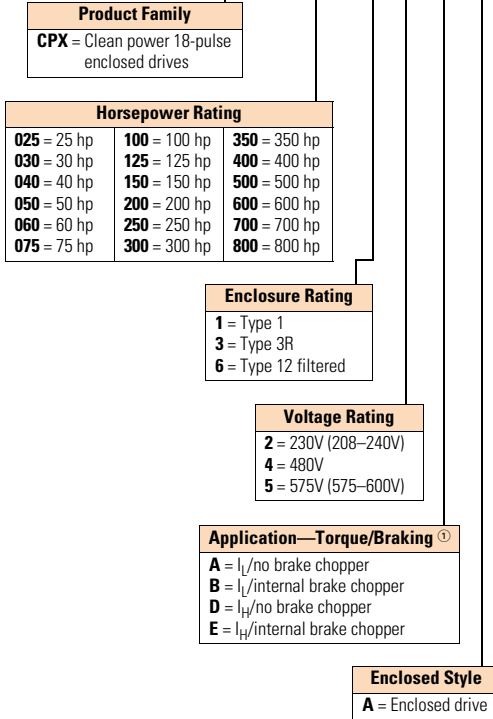 Product Family
CPX = Clean power 18-pulse
enclosed drives
Horsepower Rating
025 = 25 hp
030 = 30 hp
040 = 40 hp
050 = 50 hp
060 = 60 hp
075 = 75 hp
100 = 100 hp
125 = 125 hp
150 = 150 hp
200 = 200 hp
250 = 250 hp
300 = 300 hp
350 = 350 hp
400 = 400 hp
500 = 500 hp
600 = 600 hp
700 = 700 hp
800 = 800 hp
Enclosure Rating
1 = Type 1
3 = Type 3R
6 = Type 12 filtered
Voltage Rating
2 = 230V (208–240V)
4 = 480V
5 = 575V (575–600V)
Application—Torque/Braking ①
A = IL/no brake chopper
B = IL/internal brake chopper
D = IH/no brake chopper
E = IH/internal brake chopper
Enclosed Style
A = Enclosed drive